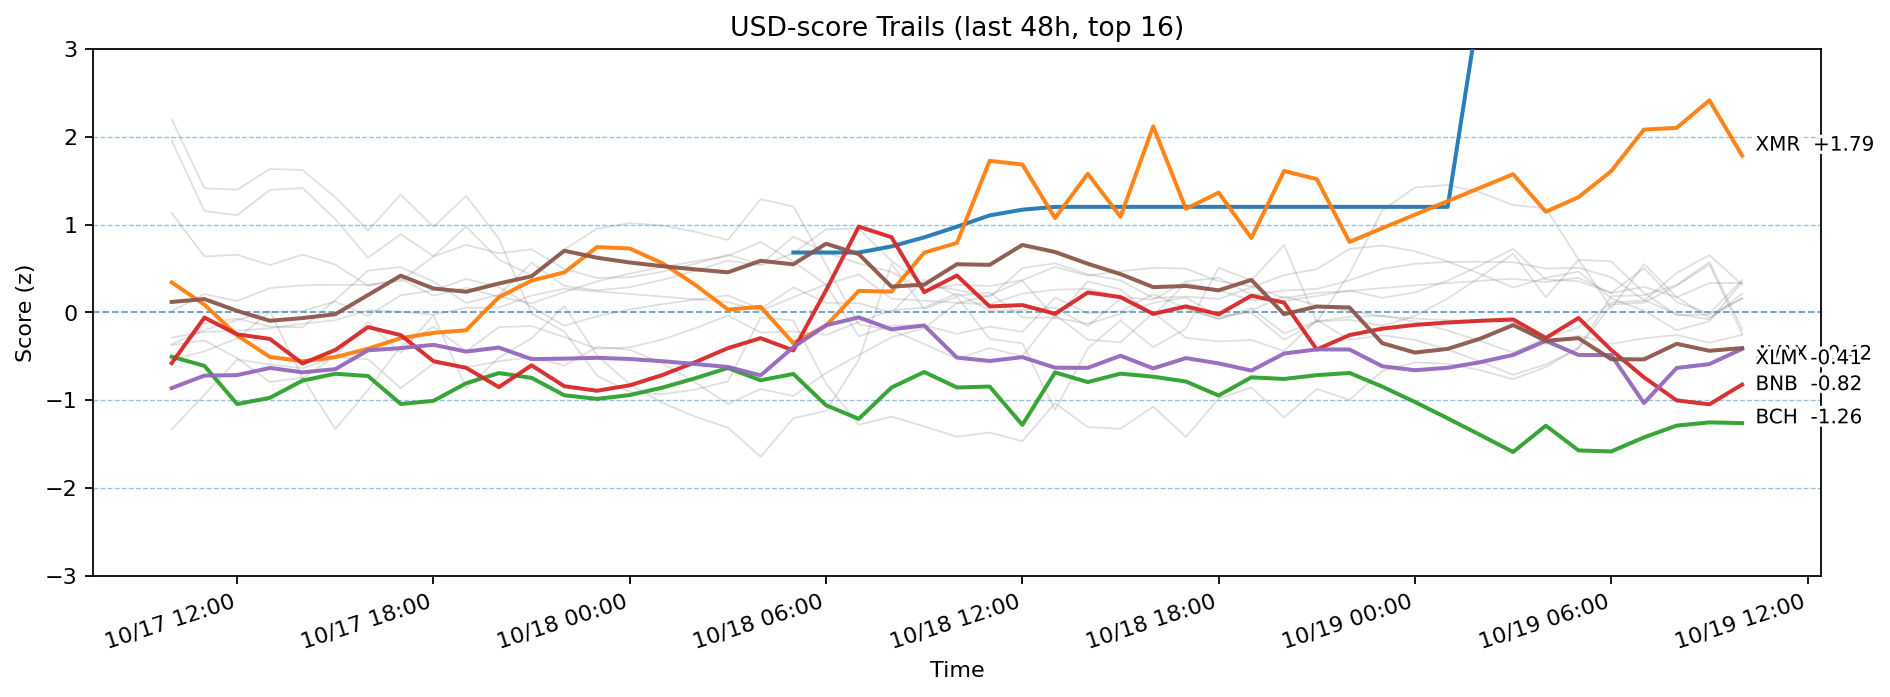 USD-score Trails (last 48h, top 16)
Score (z)
3
2
1
0
−1
−2
−3
XMR +1.79
XLM -0.41
BNB -0.82
BCH -1.26
10/17 12:00
10/17 18:00
10/18 00:00
10/18 06:00
10/18 12:00
10/18 18:00
10/19 00:00
10/19 06:00
10/19 12:00
Time